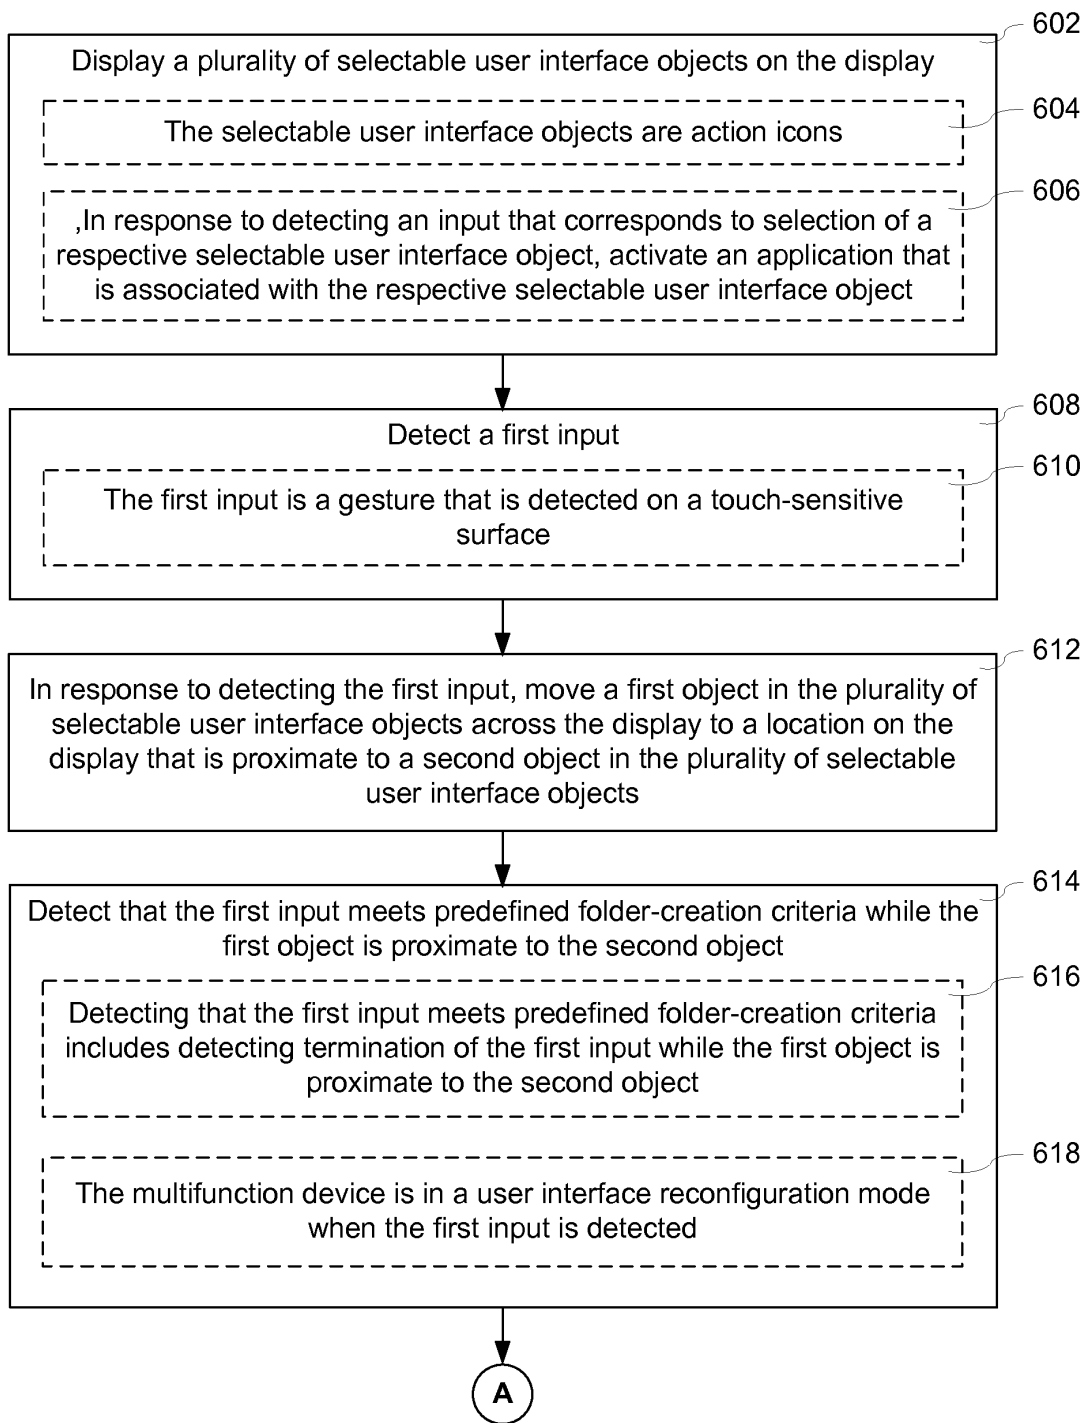 602
Display a plurality of selectable user interface objects on the display
604
The selectable user interface objects are action icons
606
,In response to detecting an input that corresponds to selection of a
respective selectable user interface object, activate an application that
is associated with the respective selectable user interface object
608
Detect a first input
610
The first input is a gesture that is detected on a touch-sensitive
surface
612
In response to detecting the first input, move a first object in the plurality of
selectable user interface objects across the display to a location on the
display that is proximate to a second object in the plurality of selectable
user interface objects
614
Detect that the first input meets predefined folder-creation criteria while the
first object is proximate to the second object
616
Detecting that the first input meets predefined folder-creation criteria
includes detecting termination of the first input while the first object is
proximate to the second object
618
The multifunction device is in a user interface reconfiguration mode
when the first input is detected
A